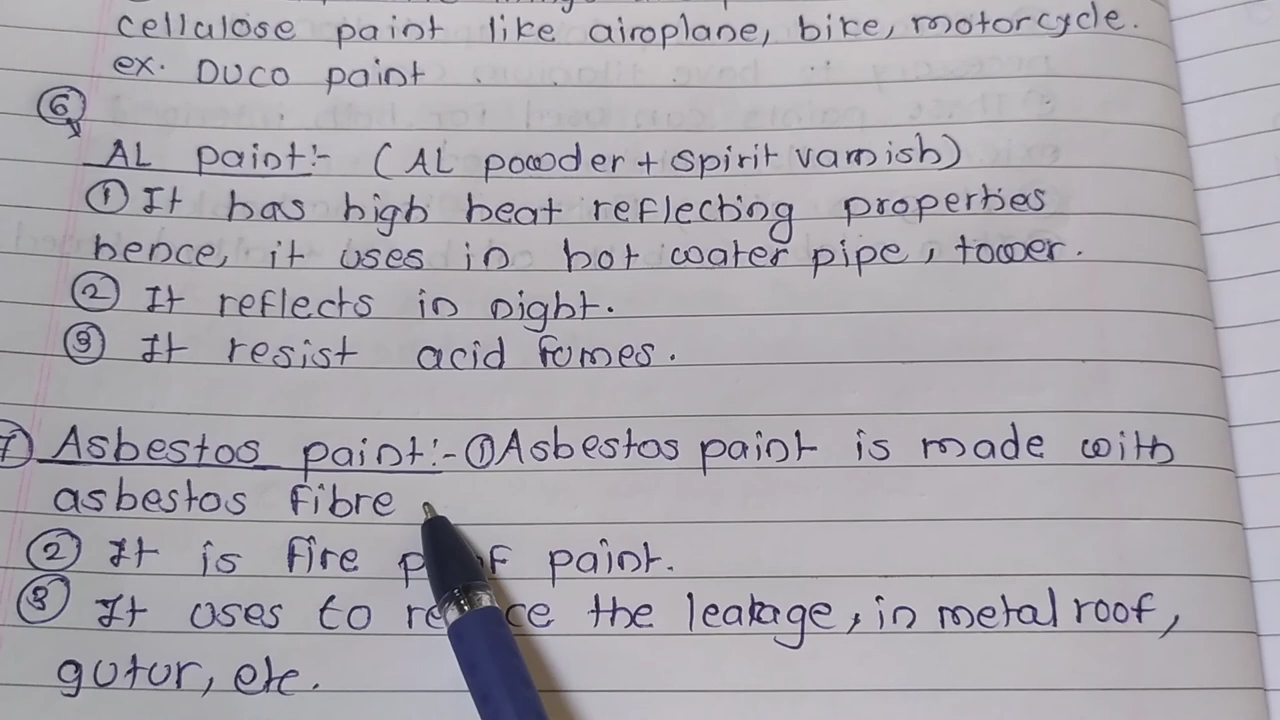 cellulose paint like airoplane, bike, motorcycle.
ex. DUCO paint
⑥
AL paint:- (AL powder + spirit varnish)
① It has high heat reflecting properties
hence, it uses in hot water pipe, tower.
② It reflects in night.
③ It resist acid fumes.
⑦ Asbestos paint:- ① Asbestos paint is made with
asbestos fibre
② It is fire paint.
③ It uses to the leakage, in metal roof,
gutur, etc.